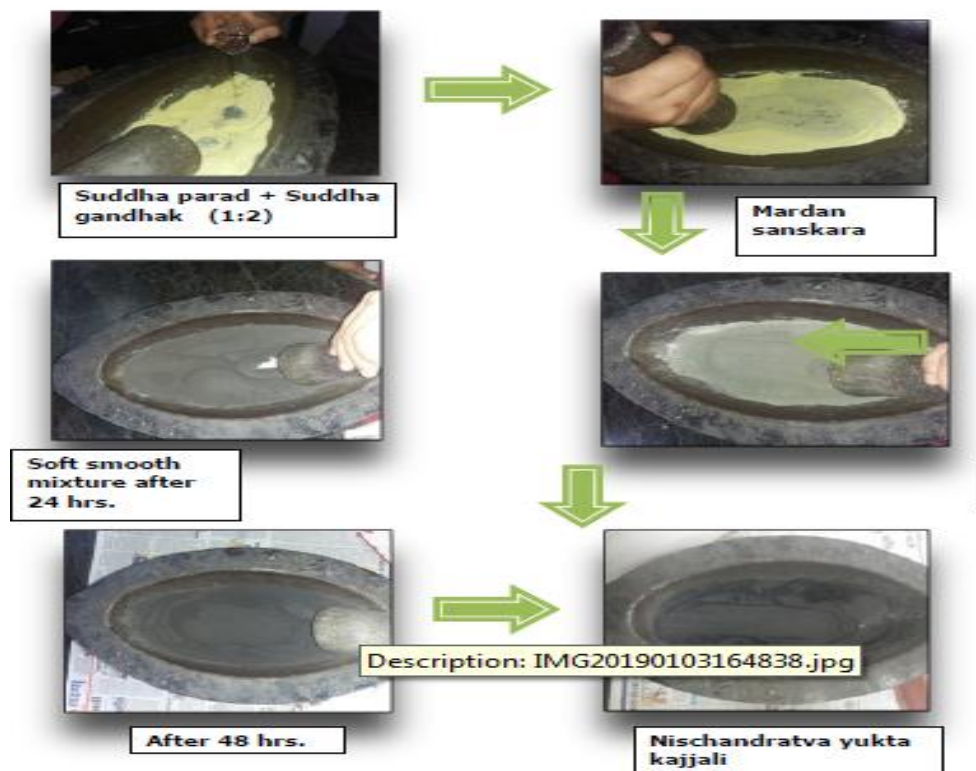 Suddha parad + Suddha
gandhak (1:2)
Mardan
sanskara
Soft smooth
mixture after
24 hrs.
Description: IMG20190103164838.jpg
After 48 hrs.
Nischandratva yukta
kajjali